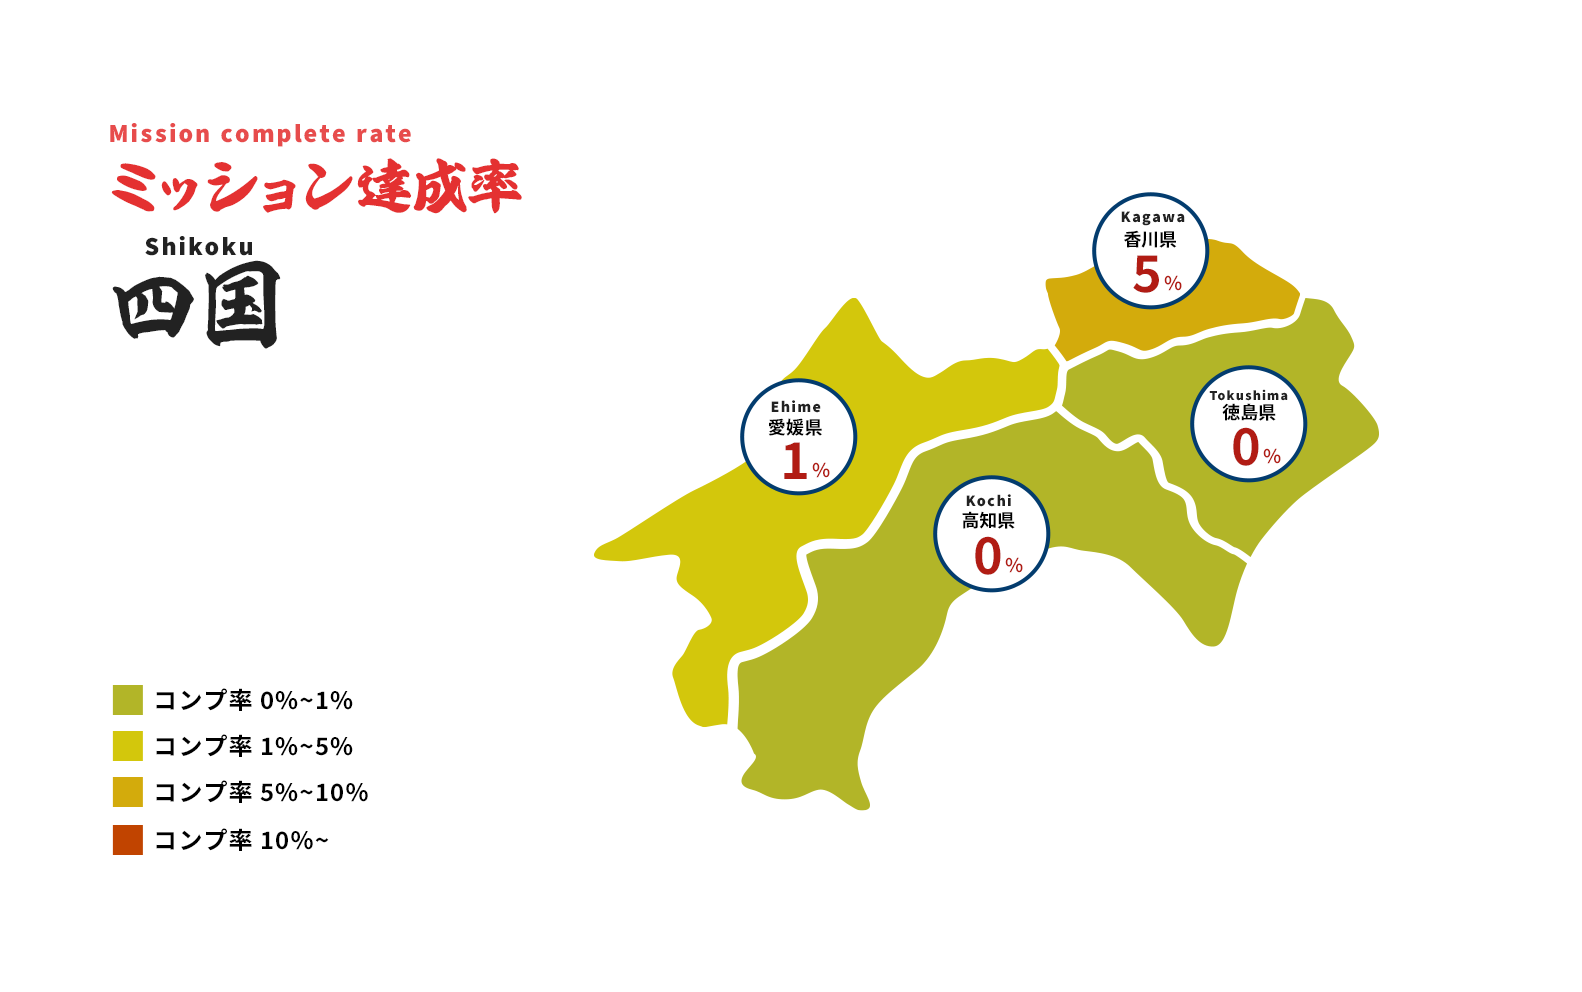 Mission complete rate
ミッション達成率
Shikoku
四国
Kagawa
香川県
5%
Ehime
愛媛県
1%
Tokushima
徳島県
0%
Kochi
高知県
0%
コンプ率 0%~1%
コンプ率 1%~5%
コンプ率 5%~10%
コンプ率 10%~